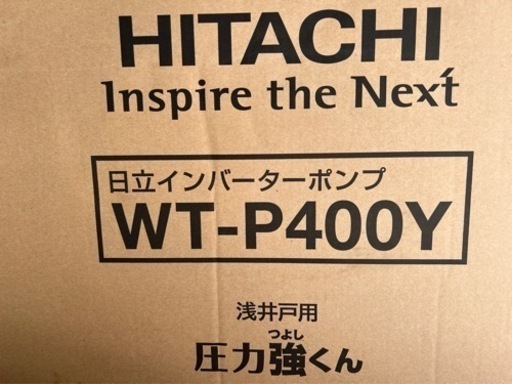 HITACHI
Inspire the Next
日立インバーターポンプ
WT-P400Y
浅井戸用
つよし
圧力強くん